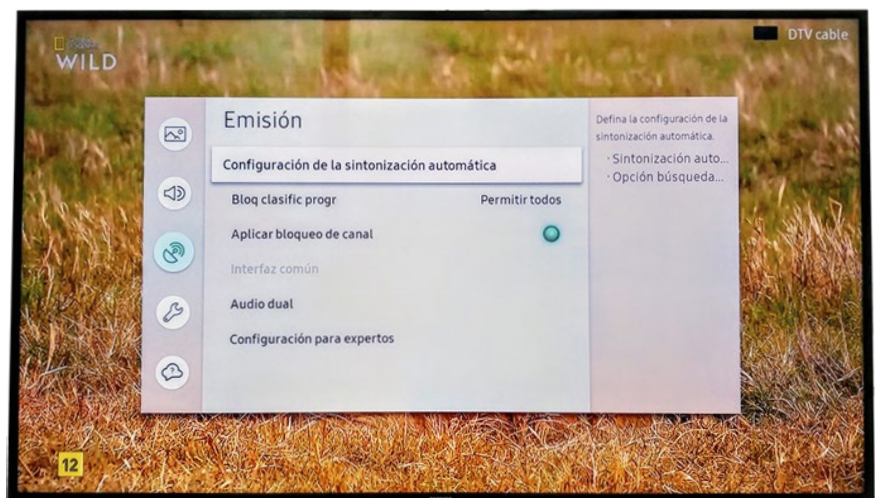 WILD
DTV cable
Emisión
Configuración de la sintonización automática
Bloq clasific progr
Permitir todos
Aplicar bloqueo de canal
Interfaz común
Audio dual
Configuración para expertos
Defina la configuración de la
sintonización automática.
· Sintonización auto...
· Opción búsqueda...
12